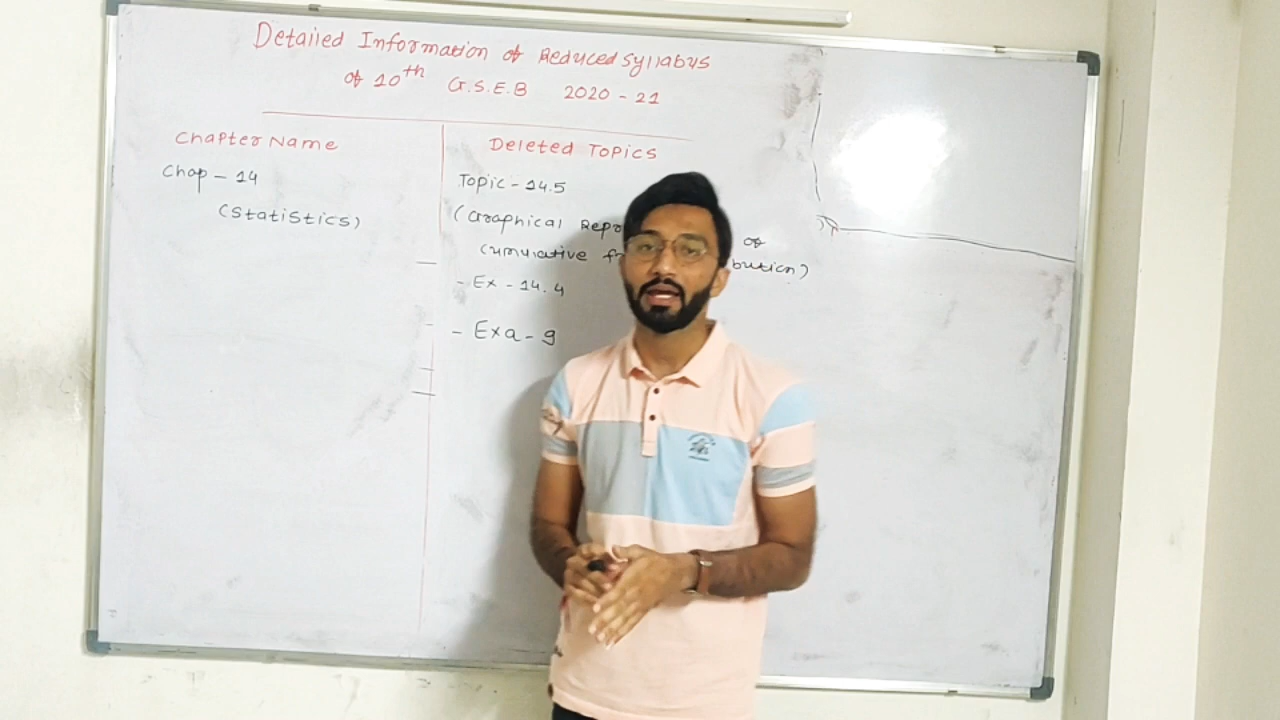 Detailed Information of Reduced Syllabus
of 10th G.S.E.B 2020 - 21
Chapter Name
Deleted Topics
Chap - 14
(Statistics)
Topic - 14.5
(Graphical of
Cumulative
- Ex - 14.4
- Exa - 9